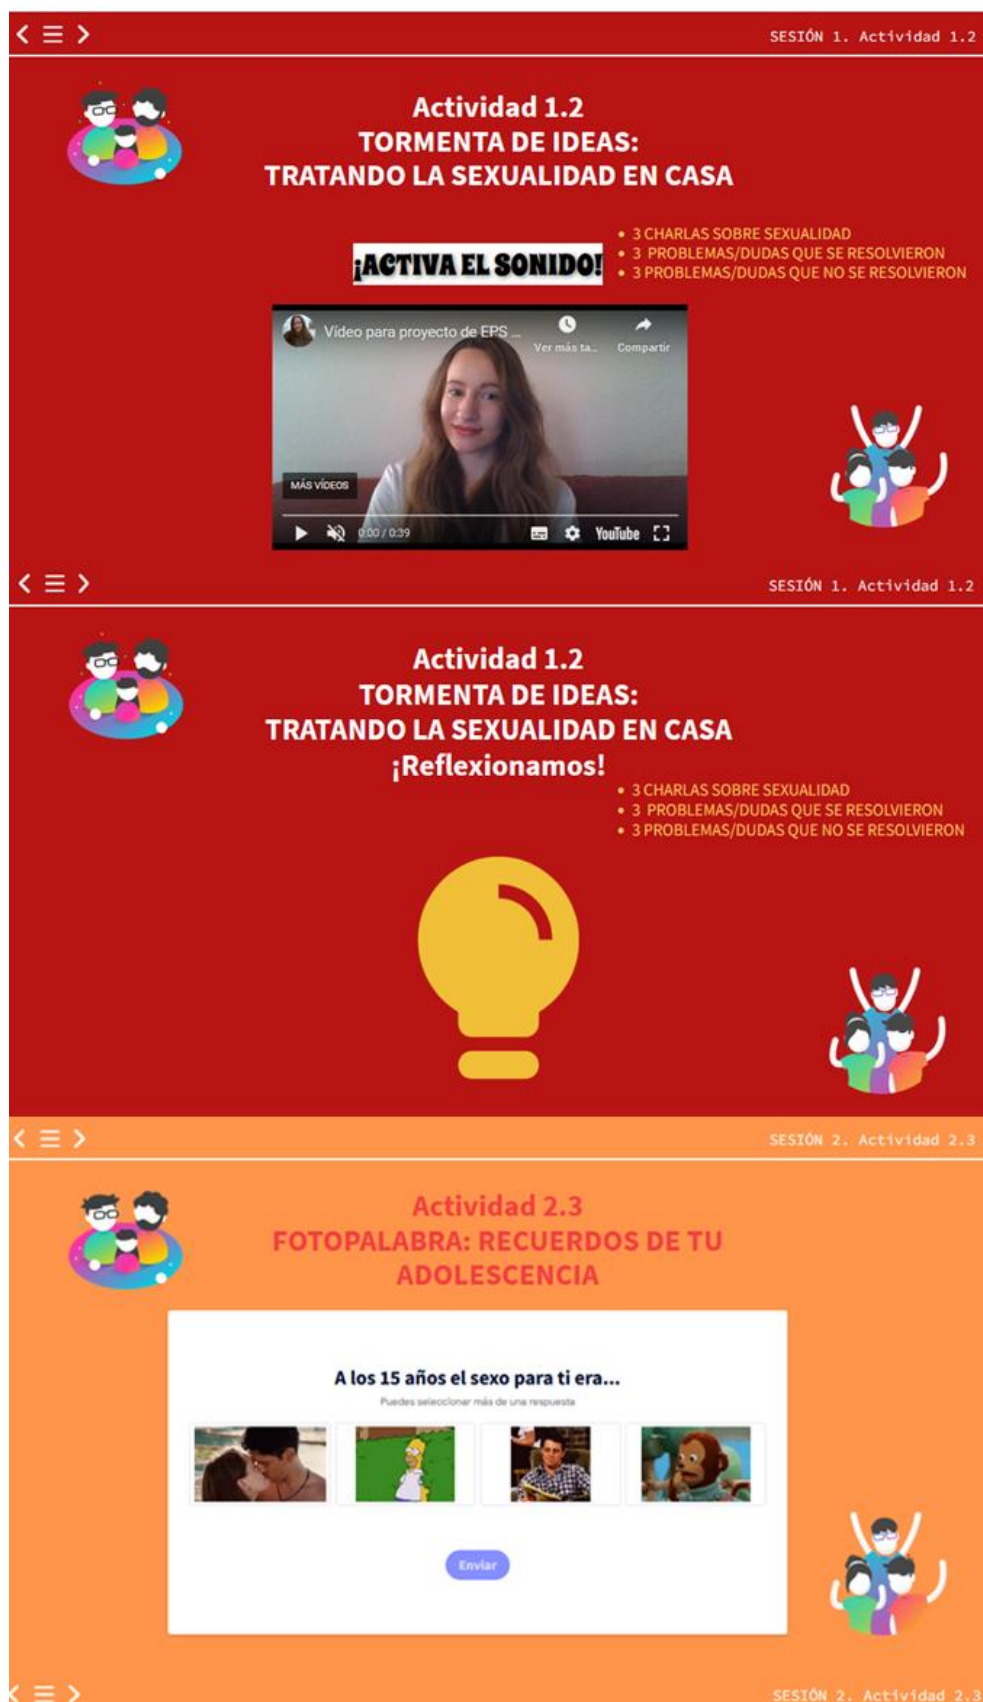 SESIÓN 1. Actividad 1.2
Actividad 1.2
TORMENTA DE IDEAS:
TRATANDO LA SEXUALIDAD EN CASA
• 3 CHARLAS SOBRE SEXUALIDAD
• 3 PROBLEMAS/DUDAS QUE SE RESOLVIERON
• 3 PROBLEMAS/DUDAS QUE NO SE RESOLVIERON
¡ACTIVA EL SONIDO!
Vídeo para proyecto de EPS ...
Ver más ta...
Compartir
MÁS VÍDEOS
0:00 / 0:39
YouTube
SESIÓN 1. Actividad 1.2
Actividad 1.2
TORMENTA DE IDEAS:
TRATANDO LA SEXUALIDAD EN CASA
¡Reflexionamos!
• 3 CHARLAS SOBRE SEXUALIDAD
• 3 PROBLEMAS/DUDAS QUE SE RESOLVIERON
• 3 PROBLEMAS/DUDAS QUE NO SE RESOLVIERON
SESIÓN 2. Actividad 2.3
Actividad 2.3
FOTOPALABRA: RECUERDOS DE TU
ADOLESCENCIA
A los 15 años el sexo para ti era...
Puedes seleccionar más de una respuesta
Enviar
SESIÓN 2. Actividad 2.3